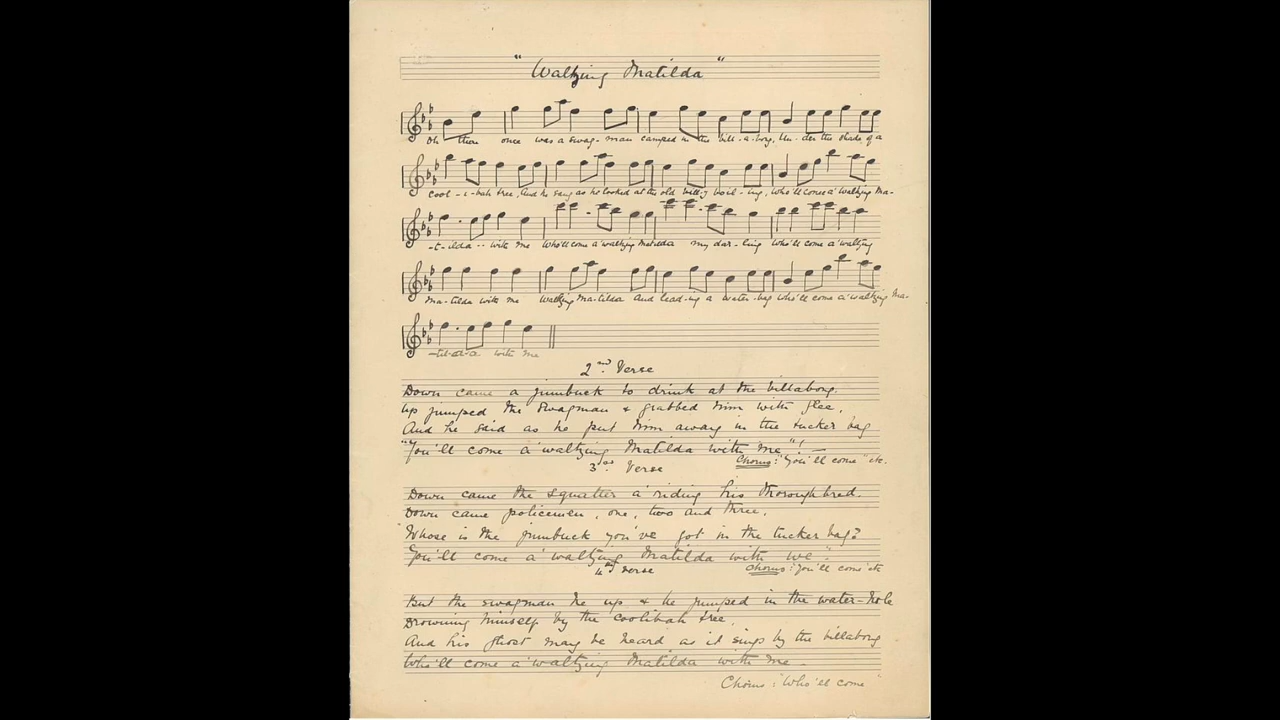 "Waltzing Matilda"
Oh there once was a swag-man camped in the bill-a-bong, Un-der the shade of a
cool-i-bah tree, And he sang as he looked at the old billy boil-ing, Who'll come a' waltzing Ma-
-t-ilda -- with me Who'll come a' waltzing Matilda my dar-ling Who'll come a' waltzing
Ma-tilda with me Waltzing Ma-tilda And lead-ing a water-bag Who'll come a' waltzing Ma-
-tild-a with me
2nd. Verse
Down came a jumbuck to drink at the billabong.
Up jumped the swagman & grabbed him with glee,
And he said as he put him away in the tucker bag
"You'll come a' waltzing Matilda with me"! —
Chorus: "You'll come" etc.
3rd. Verse
Down came the squatter a' riding his thoroughbred.
Down came policemen, one, two and three.
"Whose is the jumbuck you've got in the tucker bag?
You'll come a' waltzing Matilda with we".
Chorus: You'll come etc
4th verse
But the swagman he up & he jumped in the water-hole
Drowning himself by the coolibah tree,
And his ghost may be heard as it sings by the billabong
Who'll come a' waltzing Matilda with me —
Chorus: "Who'll come"